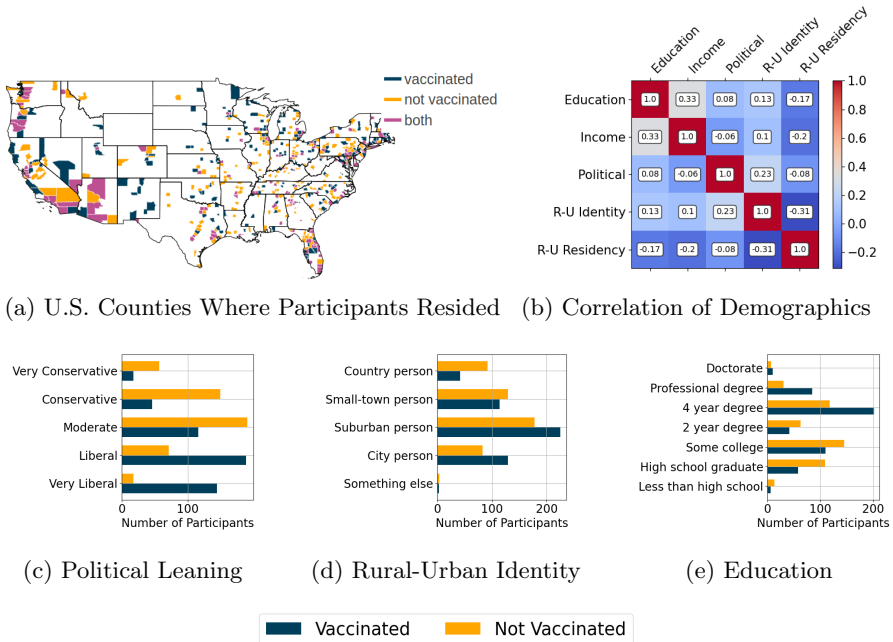 vaccinated
not vaccinated
both
(a) U.S. Counties Where Participants Resided
Education
Income
Political
R-U Identity
R-U Residency
Education 1.0 0.33 0.08 0.13 -0.17
Income 0.33 1.0 -0.06 0.1 -0.2
Political 0.08 -0.06 1.0 0.23 -0.08
R-U Identity 0.13 0.1 0.23 1.0 -0.31
R-U Residency -0.17 -0.2 -0.08 -0.31 1.0
1.0
0.8
0.6
0.4
0.2
0.0
−0.2
(b) Correlation of Demographics
Very Conservative
Conservative
Moderate
Liberal
Very Liberal
0 100
Number of Participants
(c) Political Leaning
Country person
Small-town person
Suburban person
City person
Something else
0 100 200
Number of Participants
(d) Rural-Urban Identity
Doctorate
Professional degree
4 year degree
2 year degree
Some college
High school graduate
Less than high school
0 100 200
Number of Participants
(e) Education
Vaccinated Not Vaccinated